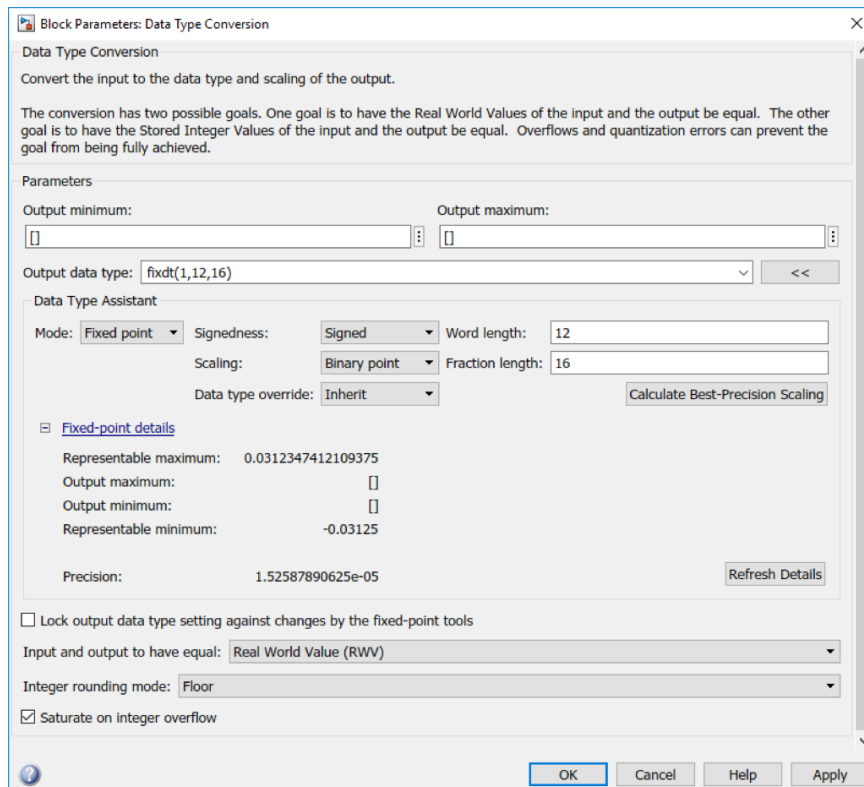 Block Parameters: Data Type Conversion
Data Type Conversion
Convert the input to the data type and scaling of the output.
The conversion has two possible goals. One goal is to have the Real World Values of the input and the output be equal. The other
goal is to have the Stored Integer Values of the input and the output be equal. Overflows and quantization errors can prevent the
goal from being fully achieved.
Parameters
Output minimum: Output maximum:
[] []
Output data type: fixdt(1,12,16) <<
Data Type Assistant
Mode: Fixed point Signedness: Signed Word length: 12
Scaling: Binary point Fraction length: 16
Data type override: Inherit Calculate Best-Precision Scaling
Fixed-point details
Representable maximum: 0.0312347412109375
Output maximum: []
Output minimum: []
Representable minimum: -0.03125
Precision: 1.52587890625e-05 Refresh Details
Lock output data type setting against changes by the fixed-point tools
Input and output to have equal: Real World Value (RWV)
Integer rounding mode: Floor
Saturate on integer overflow
? OK Cancel Help Apply